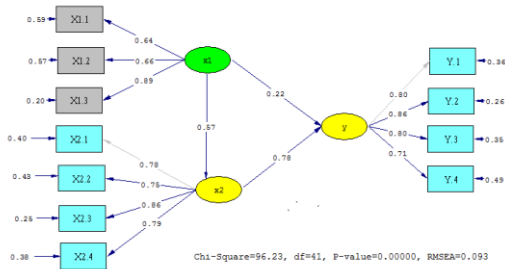 0.59
X1.1
0.57
X1.2
0.20
X1.3
0.40
X2.1
0.43
X2.2
0.25
X2.3
0.38
X2.4
0.64
0.66
0.89
x1
0.22
0.57
0.78
0.75
0.86
0.79
x2
0.78
y
0.80
0.86
0.80
0.71
Y.1
0.36
Y.2
0.26
Y.3
0.35
Y.4
0.49
Chi-Square=96.23, df=41, P-value=0.00000, RMSEA=0.093